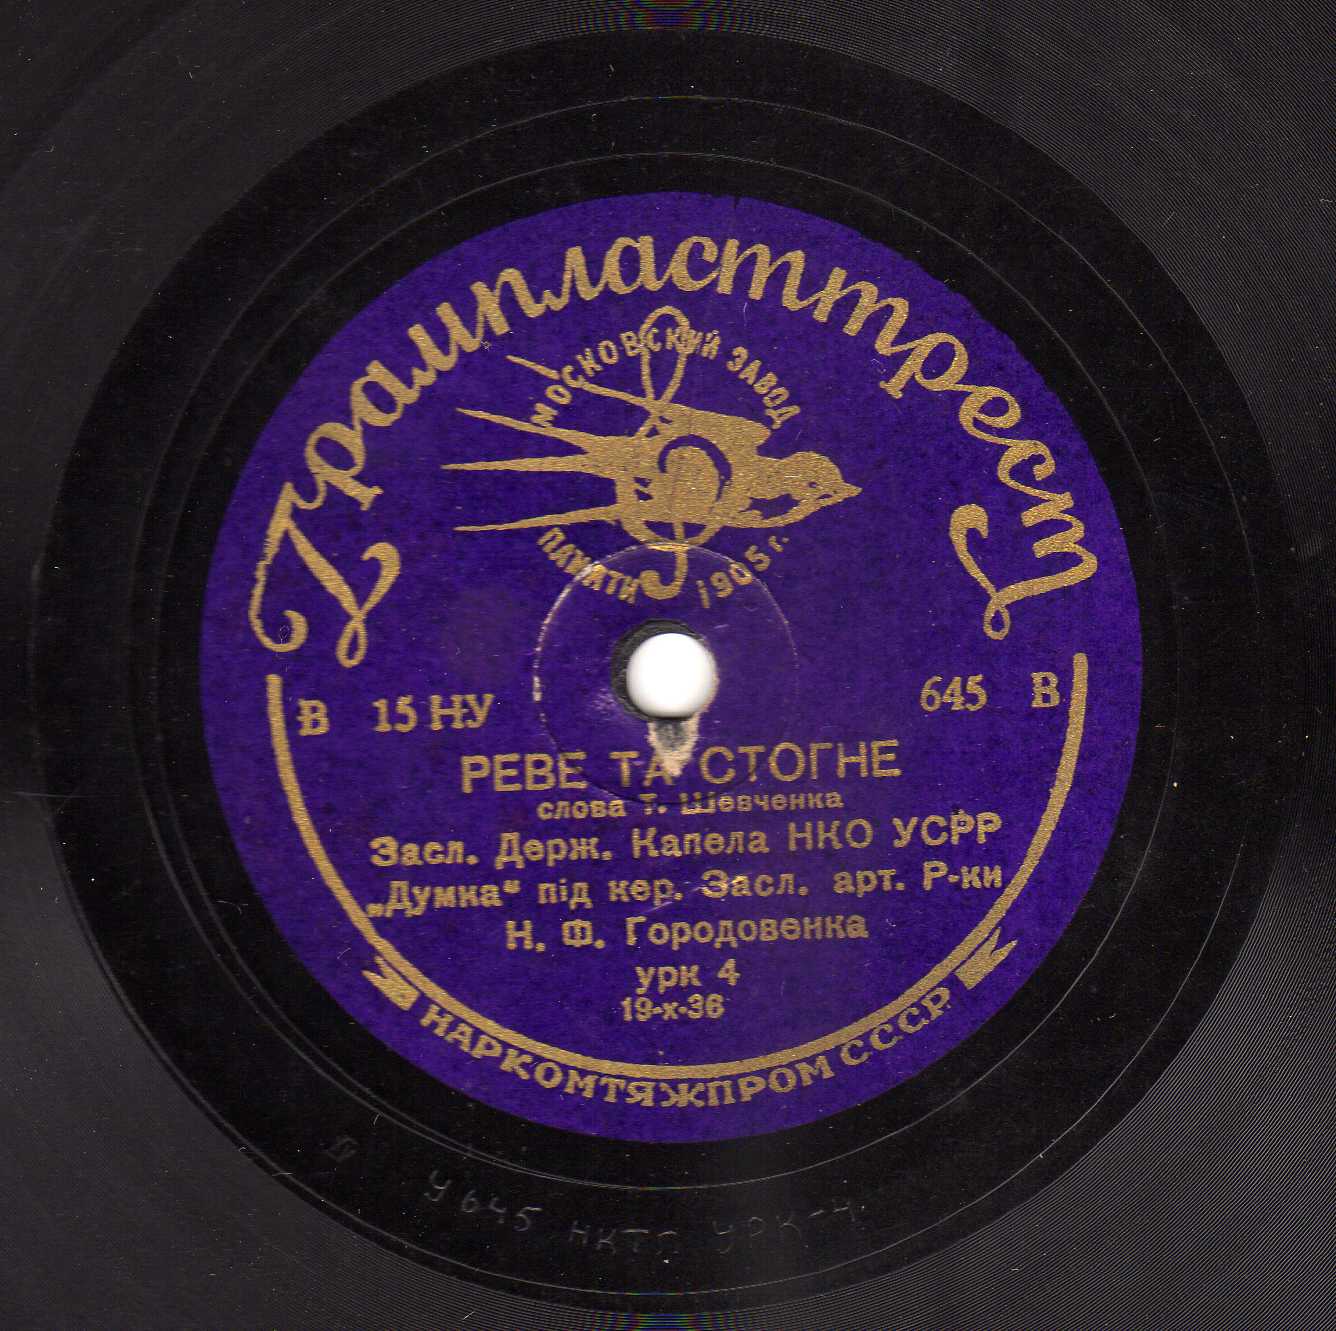 Грампласттрест
МОСКОВСКИЙ ЗАВОД
ПАМЯТИ 1905 г.
В 15 НУ 645 В
РЕВЕ ТА СТОГНЕ
слова Т. Шевченка
Засл. Держ. Капела НКО УСРР
„Думка“ під кер. Засл. арт. Р-ки
Н. Ф. Городовенка
урк 4
19-х-36
НАРКОМТЯЖПРОМ СССР
У 645 НКТП УРК-4